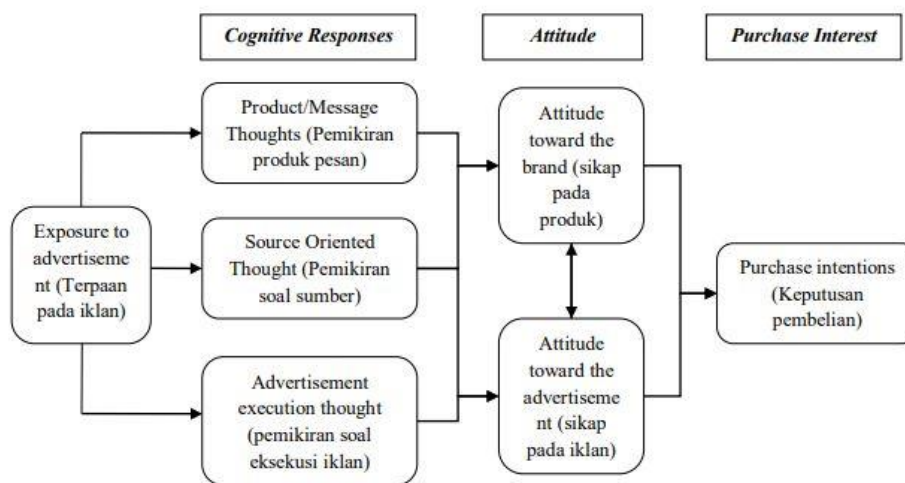 Cognitive Responses
Attitude
Purchase Interest
Product/Message
Thoughts (Pemikiran
produk pesan)
Attitude
toward the
brand (sikap
pada
produk)
Exposure to
advertiseme
nt (Terpaan
pada iklan)
Source Oriented
Thought (Pemikiran
soal sumber)
Purchase intentions
(Keputusan
pembelian)
Advertisement
execution thought
(pemikiran soal
eksekusi iklan)
Attitude
toward the
advertiseme
nt (sikap
pada iklan)